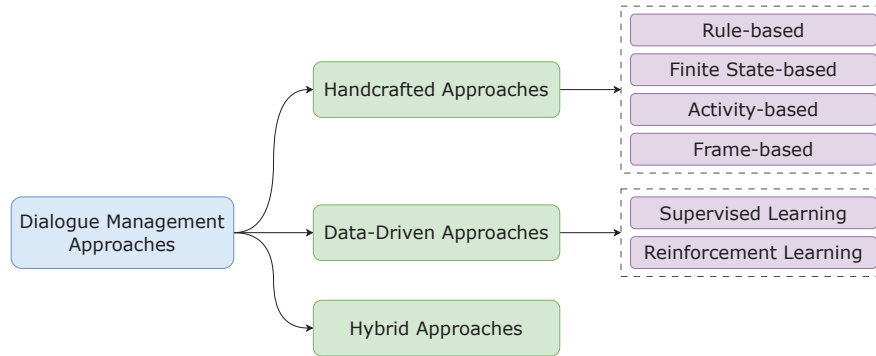 Dialogue Management
Approaches
Handcrafted Approaches
Rule-based
Finite State-based
Activity-based
Frame-based
Data-Driven Approaches
Supervised Learning
Reinforcement Learning
Hybrid Approaches